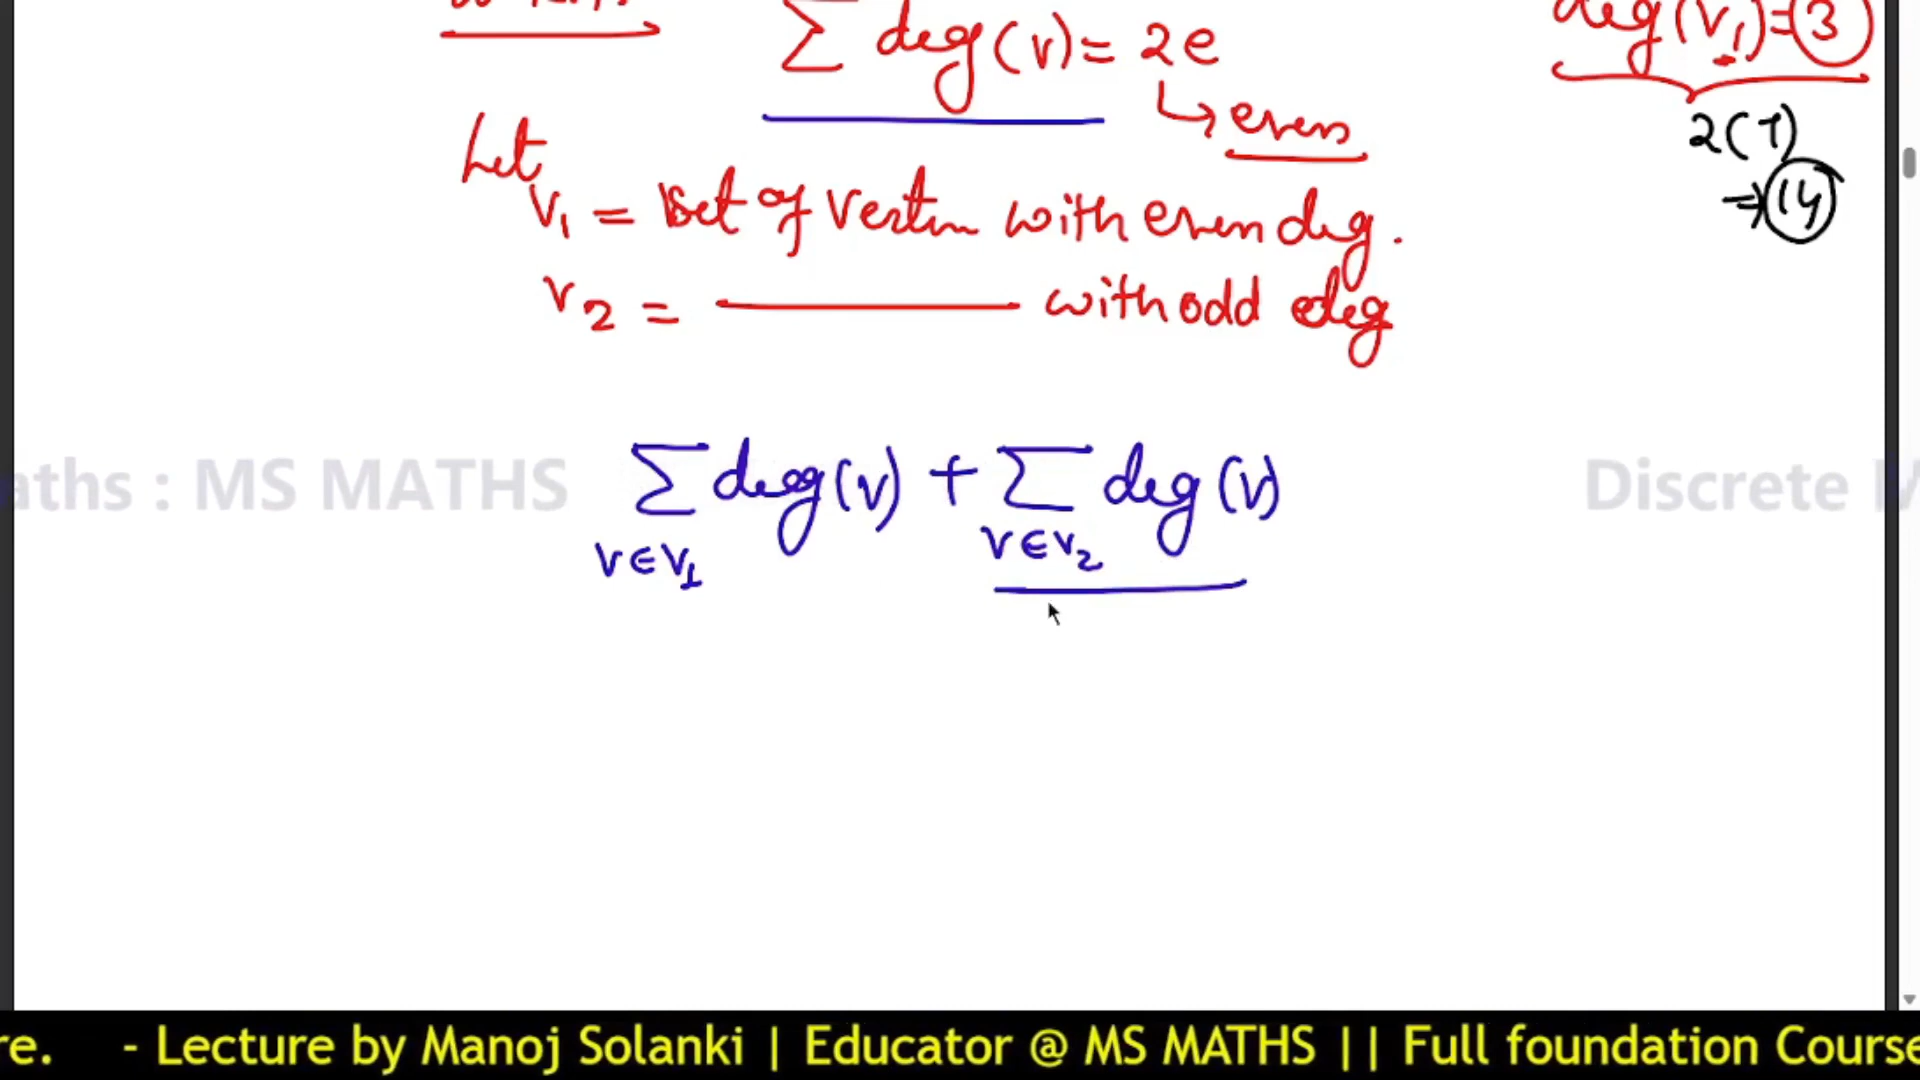 ∑ deg(v) = 2e
↳ even
deg(v₁) = 3
2(7)
⇒ 14
Let
V₁ = set of vertex with even deg.
V₂ = ———— with odd deg
∑ deg(v) + ∑ deg(v)
v∈V₁ v∈V₂
aths : MS MATHS
Discrete M
re. - Lecture by Manoj Solanki | Educator @ MS MATHS || Full foundation Course